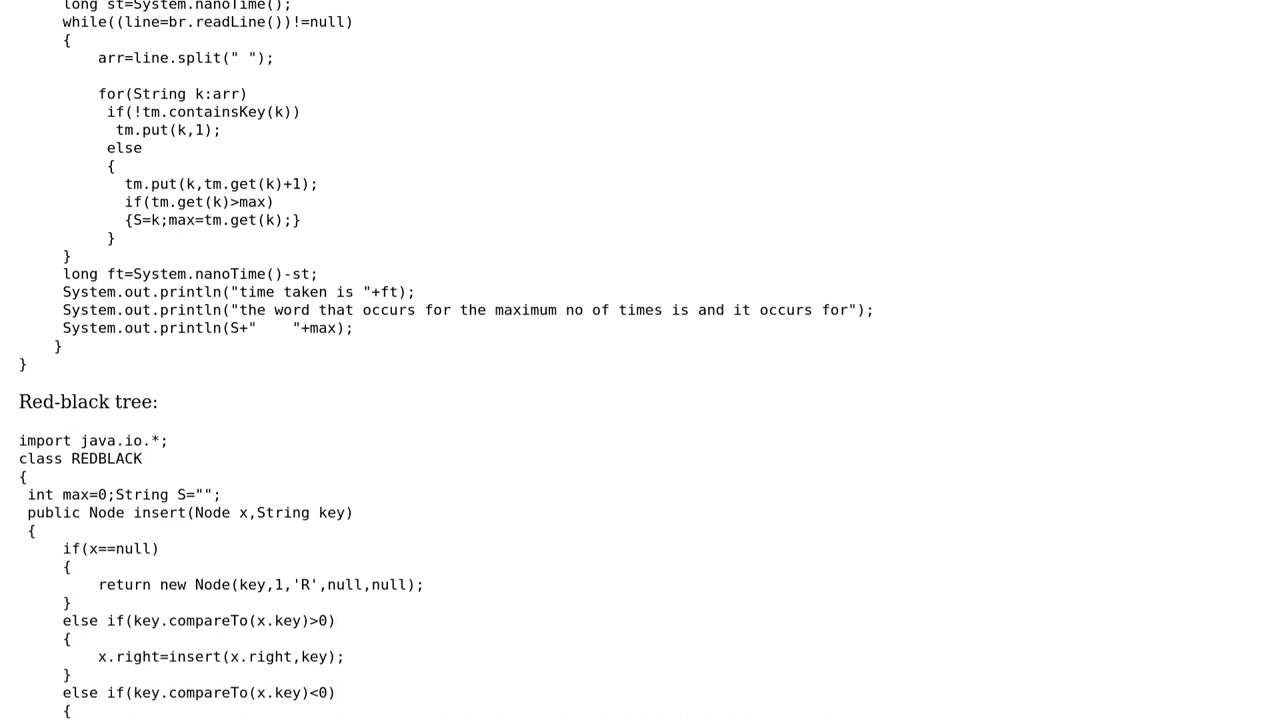 long st=System.nanoTime();
while((line=br.readLine())!=null)
{
arr=line.split(" ");
for(String k:arr)
if(!tm.containsKey(k))
tm.put(k,1);
else
{
tm.put(k,tm.get(k)+1);
if(tm.get(k)>max)
{S=k;max=tm.get(k);}
}
}
long ft=System.nanoTime()-st;
System.out.println("time taken is "+ft);
System.out.println("the word that occurs for the maximum no of times is and it occurs for");
System.out.println(S+"    "+max);
}
}
Red-black tree:
import java.io.*;
class REDBLACK
{
int max=0;String S="";
public Node insert(Node x,String key)
{
if(x==null)
{
return new Node(key,1,'R',null,null);
}
else if(key.compareTo(x.key)>0)
{
x.right=insert(x.right,key);
}
else if(key.compareTo(x.key)<0)
{